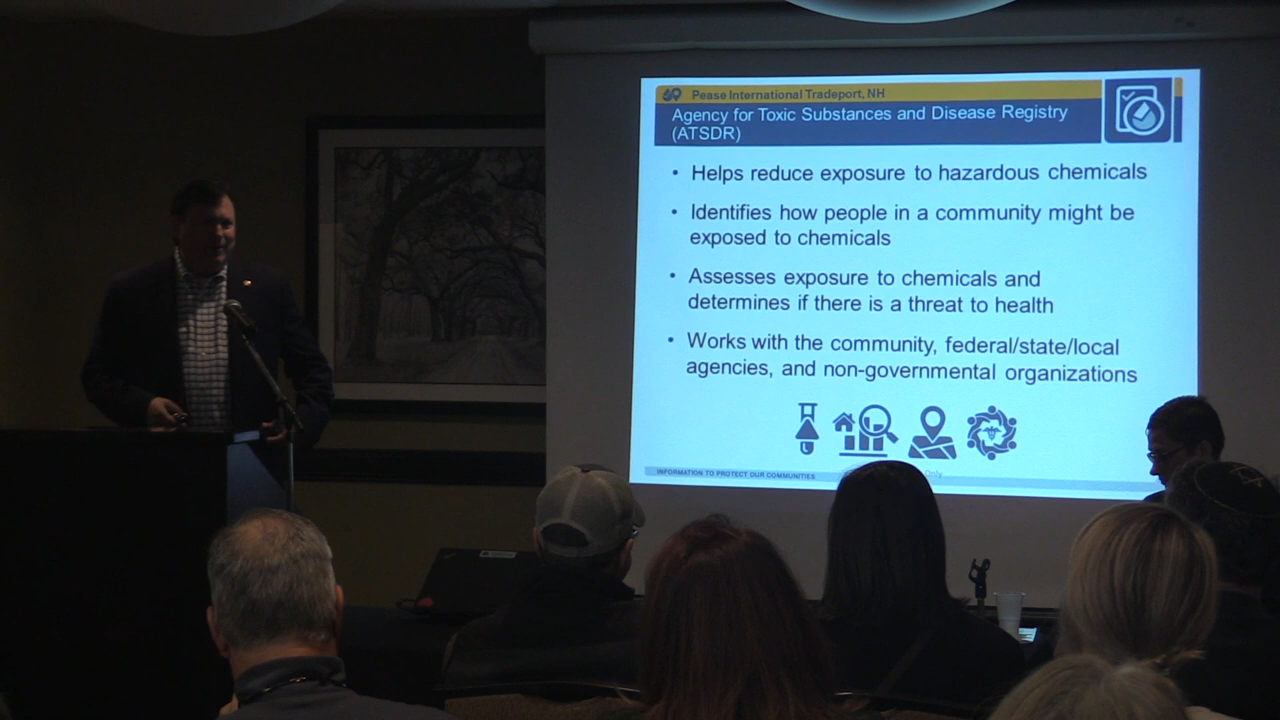 Pease International Tradeport, NH
Agency for Toxic Substances and Disease Registry
(ATSDR)
• Helps reduce exposure to hazardous chemicals
• Identifies how people in a community might be
exposed to chemicals
• Assesses exposure to chemicals and
determines if there is a threat to health
• Works with the community, federal/state/local
agencies, and non-governmental organizations
INFORMATION TO PROTECT OUR COMMUNITIES
Only